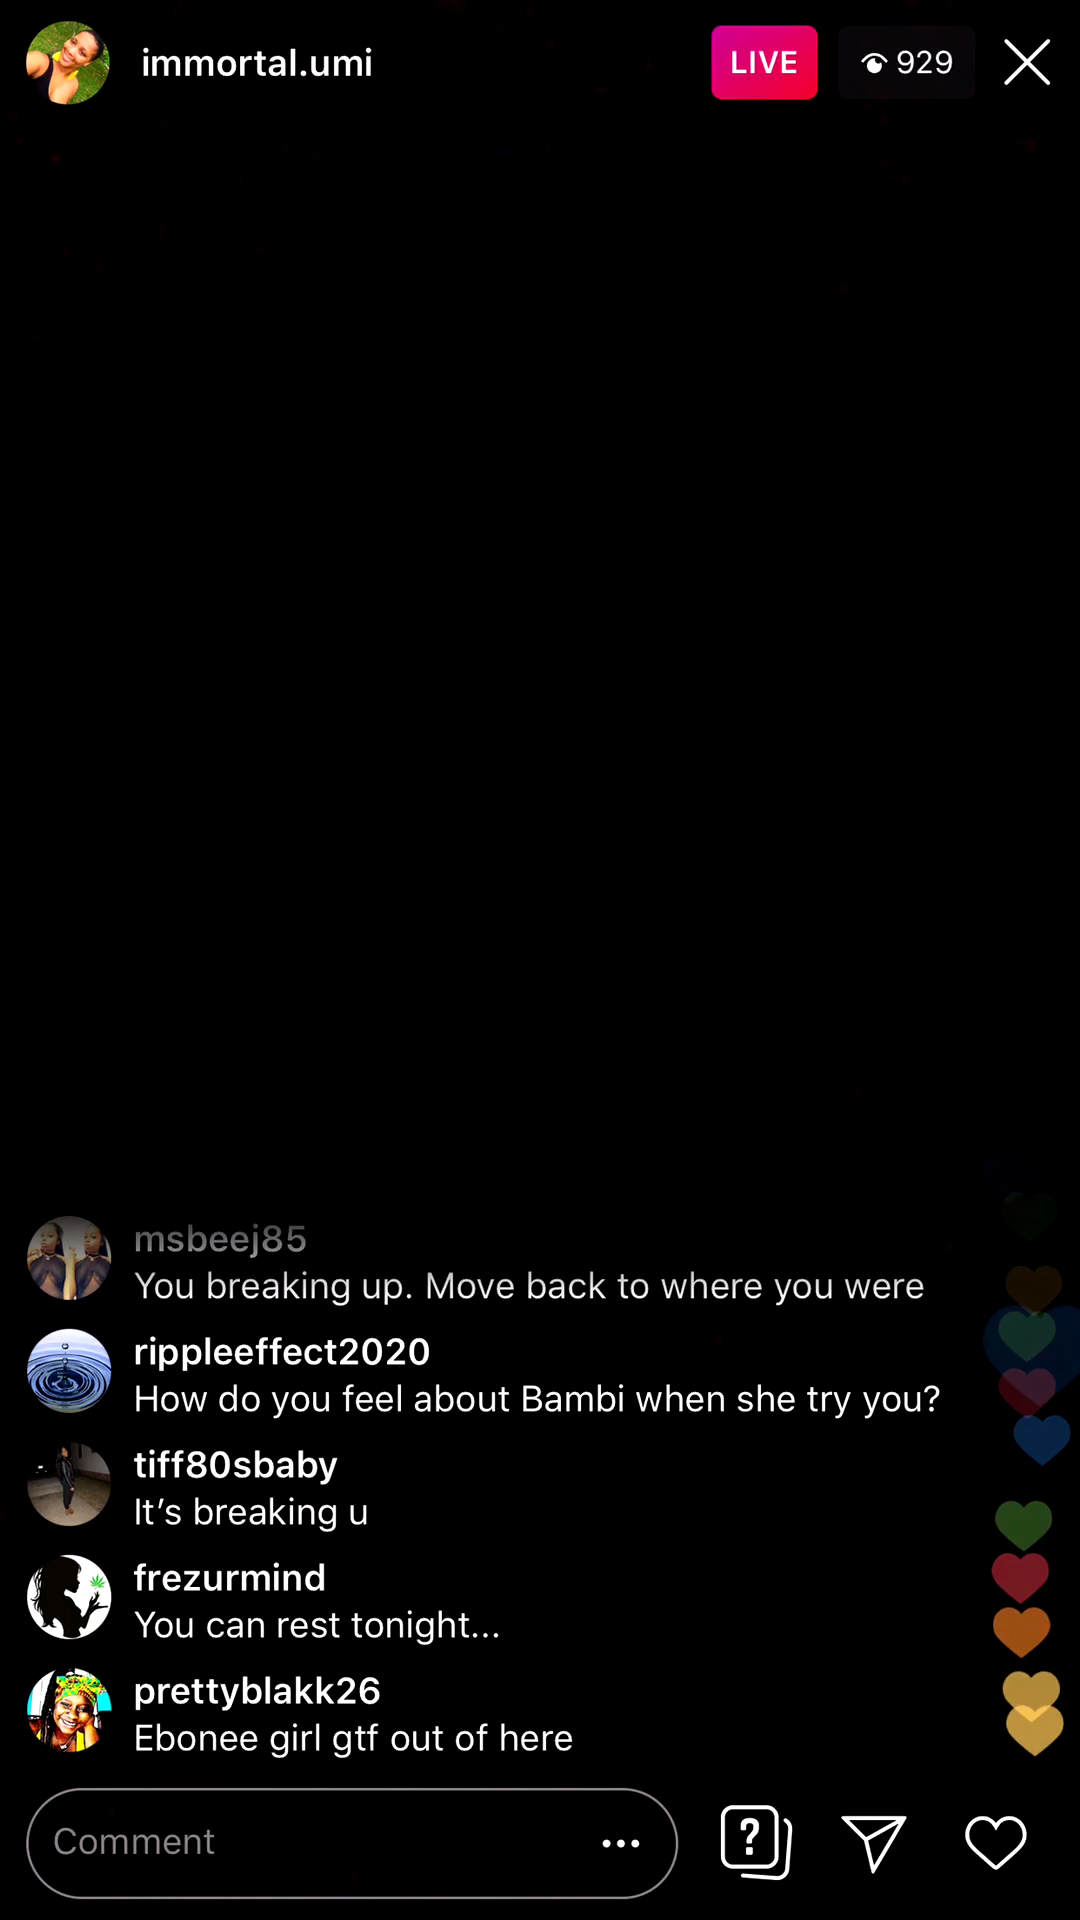 immortal.umi
LIVE
929
msbeej85
You breaking up. Move back to where you were
rippleeffect2020
How do you feel about Bambi when she try you?
tiff80sbaby
It’s breaking u
frezurmind
You can rest tonight...
prettyblakk26
Ebonee girl gtf out of here
Comment
?